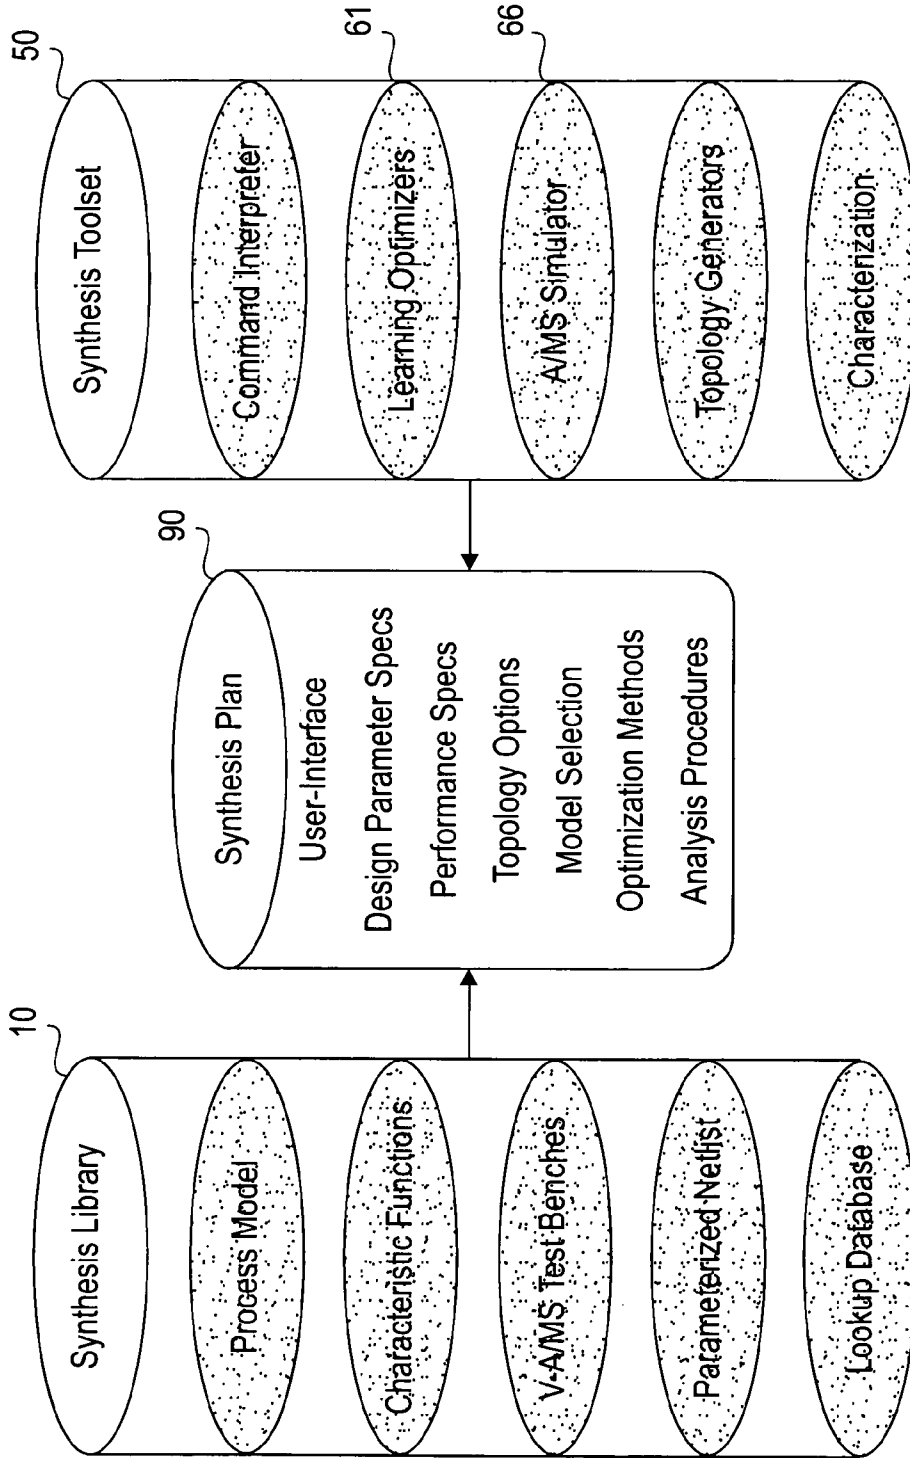 10
Synthesis Library
Process Model
Characteristic Functions
V-A/MS Test Benches
Parameterized Netlist
Lookup Database
90
Synthesis Plan
User-Interface
Design Parameter Specs
Performance Specs
Topology Options
Model Selection
Optimization Methods
Analysis Procedures
50
Synthesis Toolset
Command Interpreter
61
Learning Optimizers
66
A/MS Simulator
Topology Generators
Characterization